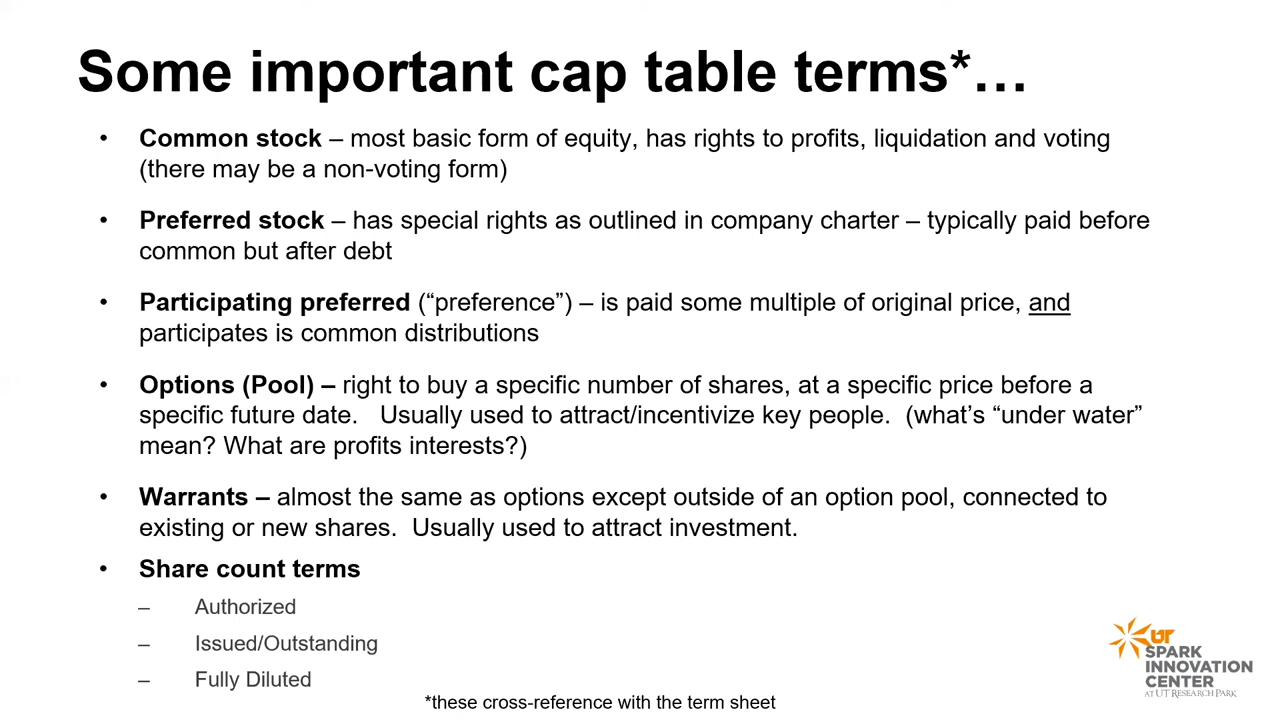 Some important cap table terms*…
• Common stock – most basic form of equity, has rights to profits, liquidation and voting
(there may be a non-voting form)
• Preferred stock – has special rights as outlined in company charter – typically paid before
common but after debt
• Participating preferred (“preference”) – is paid some multiple of original price, and
participates is common distributions
• Options (Pool) – right to buy a specific number of shares, at a specific price before a
specific future date.   Usually used to attract/incentivize key people.  (what’s “under water”
mean? What are profits interests?)
• Warrants – almost the same as options except outside of an option pool, connected to
existing or new shares.  Usually used to attract investment.
• Share count terms
– Authorized
– Issued/Outstanding
– Fully Diluted
*these cross-reference with the term sheet
UT
SPARK
INNOVATION
CENTER
AT UT RESEARCH PARK